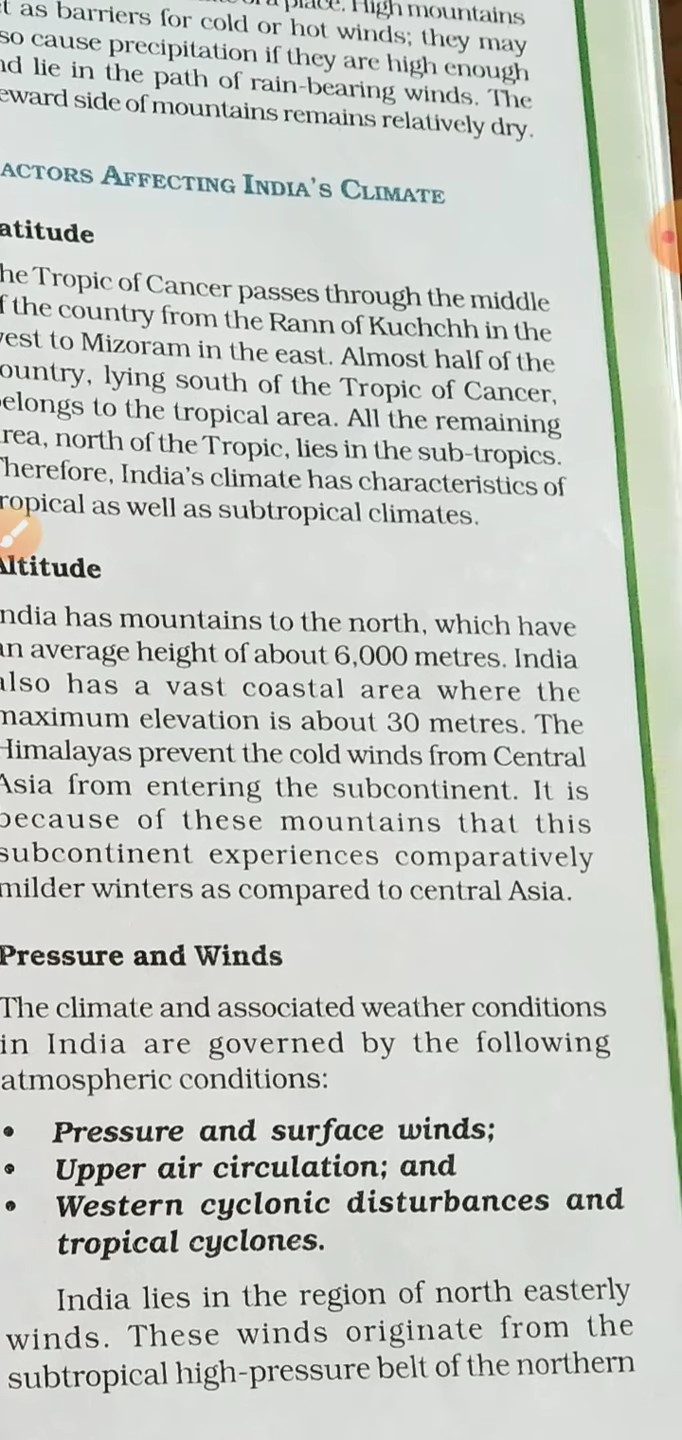 place. High mountains
as barriers for cold or hot winds; they may
so cause precipitation if they are high enough
lie in the path of rain-bearing winds. The
eward side of mountains remains relatively dry.
ACTORS AFFECTING INDIA'S CLIMATE
atitude
he Tropic of Cancer passes through the middle
f the country from the Rann of Kuchchh in the
est to Mizoram in the east. Almost half of the
ountry, lying south of the Tropic of Cancer,
elongs to the tropical area. All the remaining
rea, north of the Tropic, lies in the sub-tropics.
Therefore, India's climate has characteristics of
ropical as well as subtropical climates.
Altitude
ndia has mountains to the north, which have
an average height of about 6,000 metres. India
also has a vast coastal area where the
maximum elevation is about 30 metres. The
Himalayas prevent the cold winds from Central
Asia from entering the subcontinent. It is
because of these mountains that this
subcontinent experiences comparatively
milder winters as compared to central Asia.
Pressure and Winds
The climate and associated weather conditions
in India are governed by the following
atmospheric conditions:
• Pressure and surface winds;
• Upper air circulation; and
• Western cyclonic disturbances and
tropical cyclones.
India lies in the region of north easterly
winds. These winds originate from the
subtropical high-pressure belt of the northern